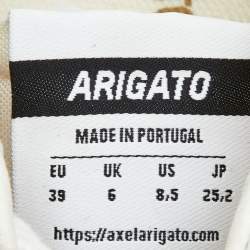 ARIGATO
MADE IN PORTUGAL
EU UK US JP
39 6 8,5 25,2
https://axelarigato.com